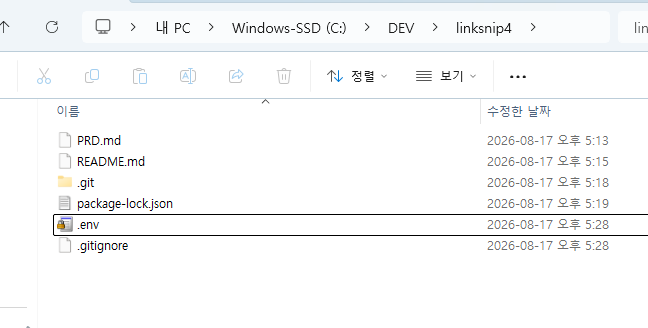 내 PC > Windows-SSD (C:) > DEV > linksnip4 > lin
정렬 보기
이름 수정한 날짜
PRD.md 2026-08-17 오후 5:13
README.md 2026-08-17 오후 5:15
.git 2026-08-17 오후 5:18
package-lock.json 2026-08-17 오후 5:19
.env 2026-08-17 오후 5:28
.gitignore 2026-08-17 오후 5:28